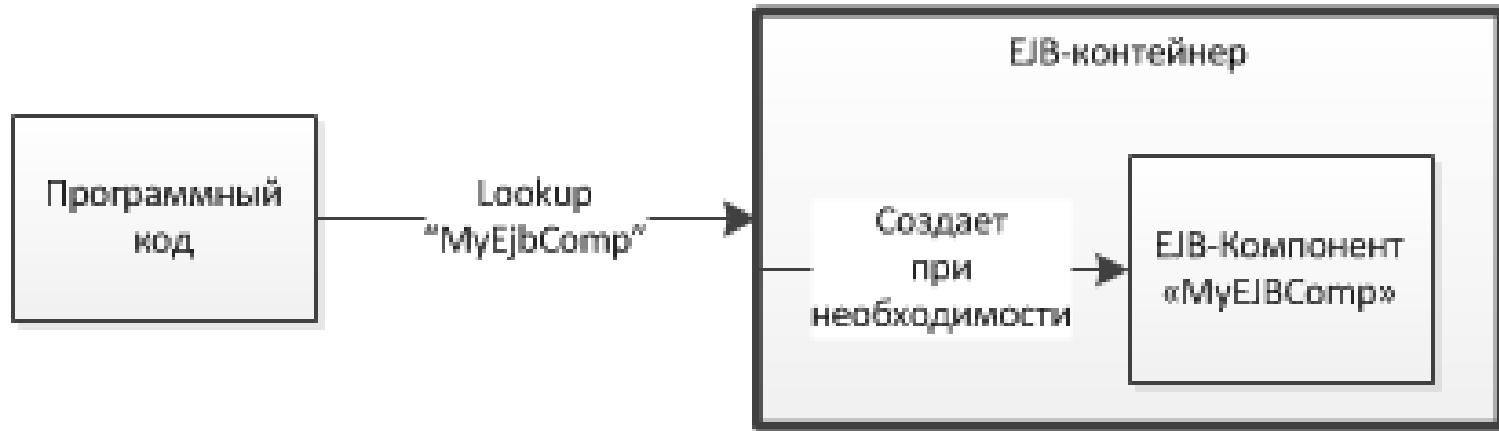 EJB-контейнер
Программный
код
Lookup
“MyEjbComp”
Создает
при
необходимости
EJB-Компонент
«MyEJBComp»